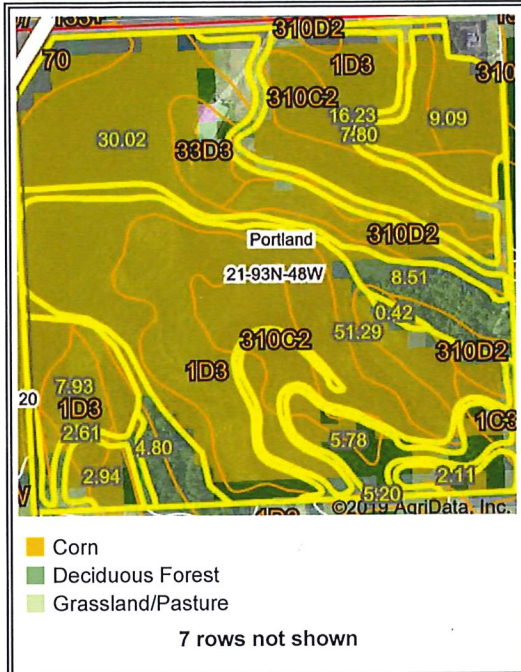 310D2
70
1D3
310
310C2
16.23
9.09
7.80
30.02
33D3
310D2
Portland
8.51
21-93N-48W
0.42
51.29
310C2
310D2
1D3
20
7.93
1D3
1C3
2.61
5.78
4.80
2.94
2.11
5.20
©2019 AgriData, Inc.
Corn
Deciduous Forest
Grassland/Pasture
7 rows not shown